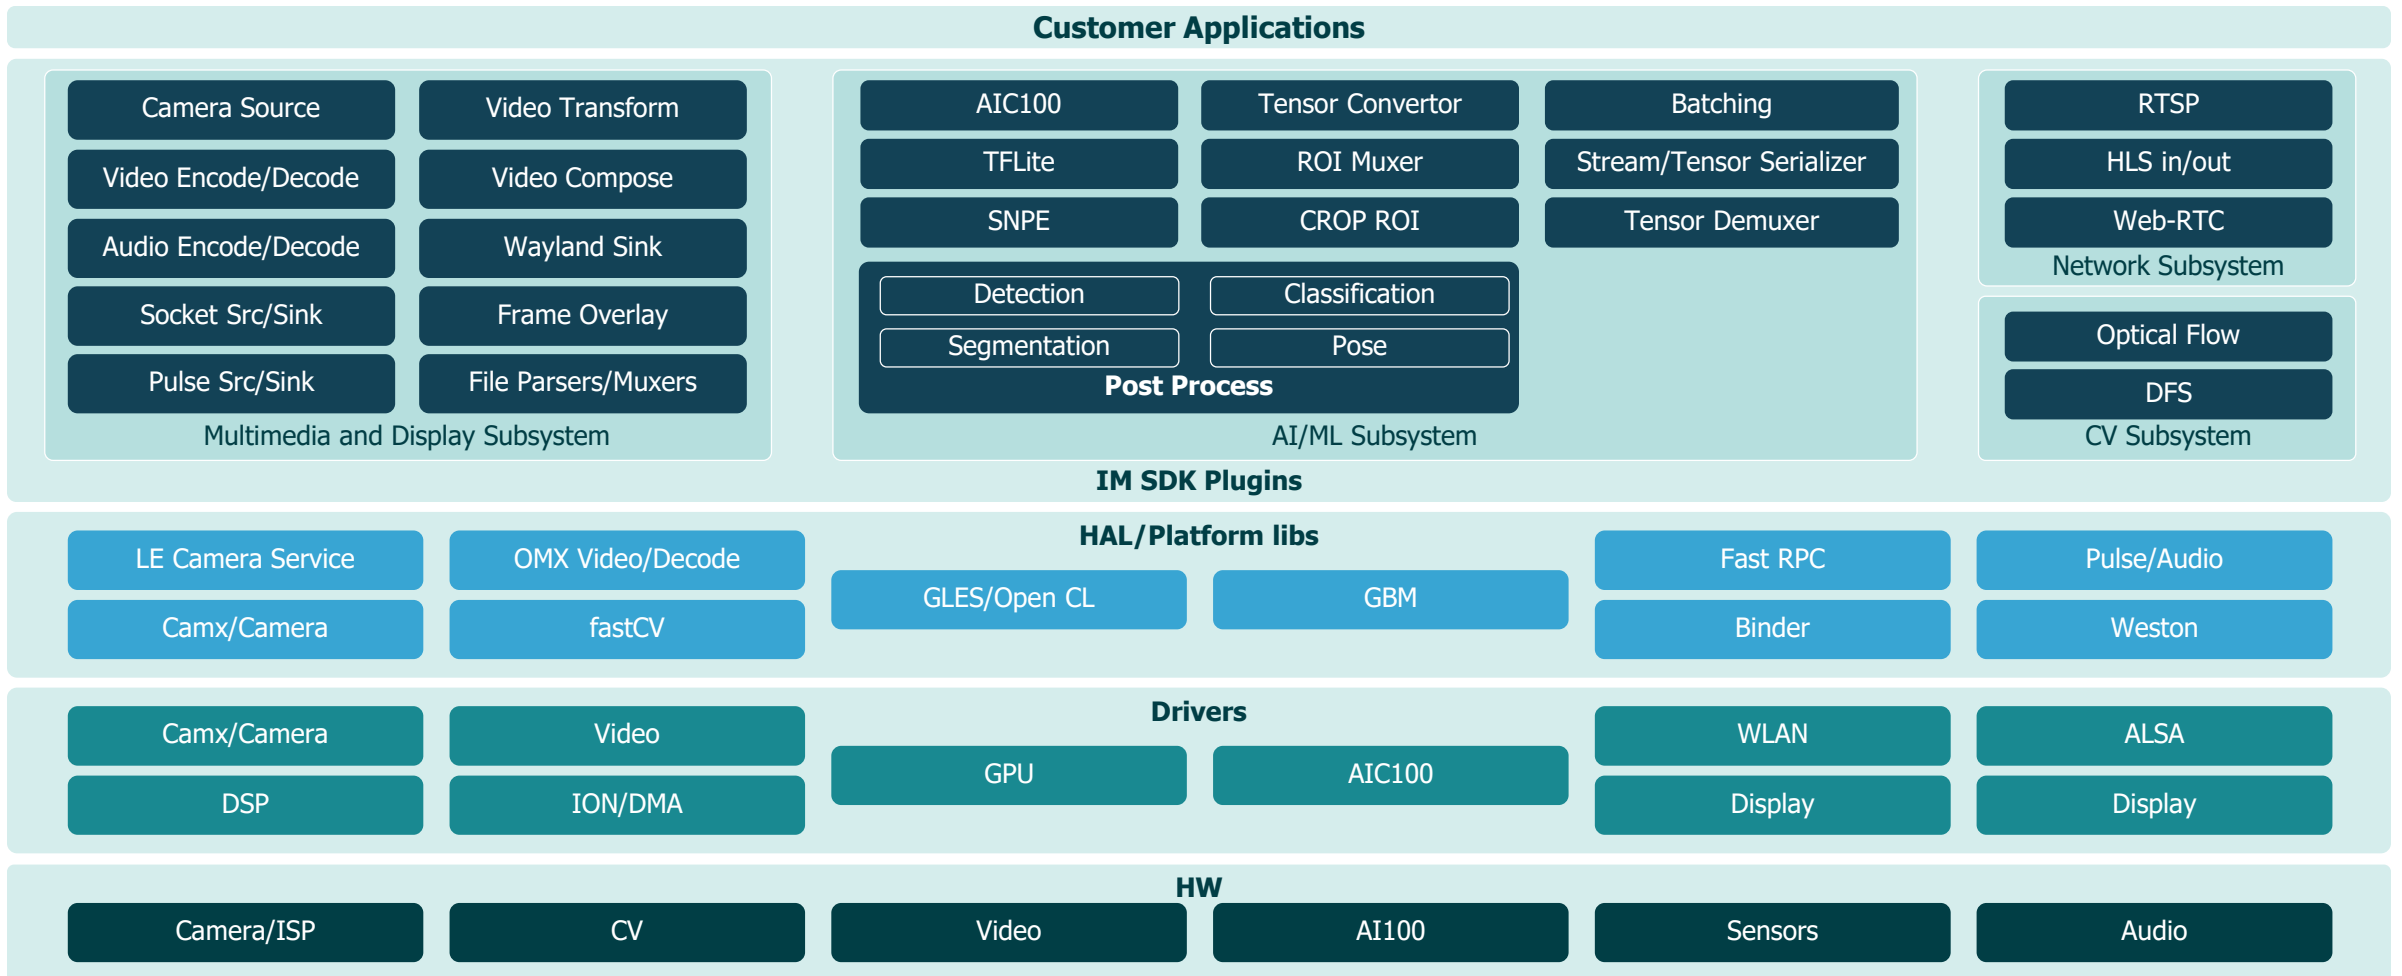 Customer Applications
Camera Source
Video Transform
Video Encode/Decode
Video Compose
Audio Encode/Decode
Wayland Sink
Socket Src/Sink
Frame Overlay
Pulse Src/Sink
File Parsers/Muxers
Multimedia and Display Subsystem
AIC100
Tensor Convertor
Batching
TFLite
ROI Muxer
Stream/Tensor Serializer
SNPE
CROP ROI
Tensor Demuxer
Detection
Classification
Segmentation
Pose
Post Process
AI/ML Subsystem
RTSP
HLS in/out
Web-RTC
Network Subsystem
Optical Flow
DFS
CV Subsystem
IM SDK Plugins
HAL/Platform libs
LE Camera Service
OMX Video/Decode
GLES/Open CL
GBM
Fast RPC
Pulse/Audio
Camx/Camera
fastCV
Binder
Weston
Drivers
Camx/Camera
Video
GPU
AIC100
WLAN
ALSA
DSP
ION/DMA
Display
Display
HW
Camera/ISP
CV
Video
AI100
Sensors
Audio